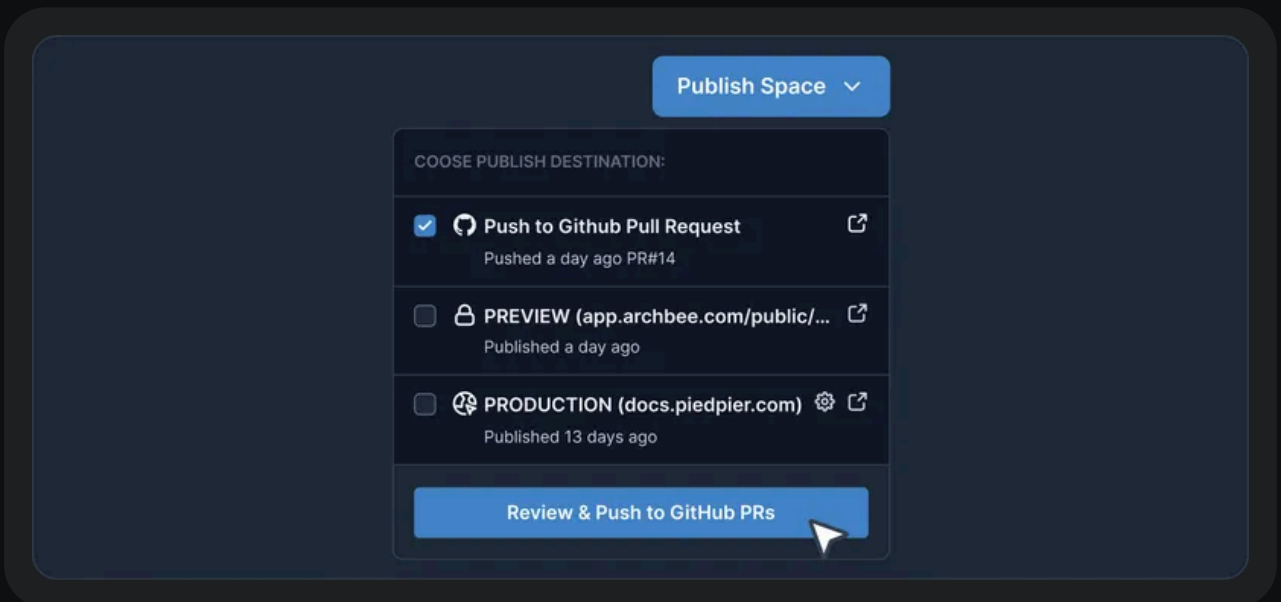 Publish Space
COOSE PUBLISH DESTINATION:
Push to Github Pull Request
Pushed a day ago PR#14
PREVIEW (app.archbee.com/public/...
Published a day ago
PRODUCTION (docs.piedpier.com)
Published 13 days ago
Review & Push to GitHub PRs